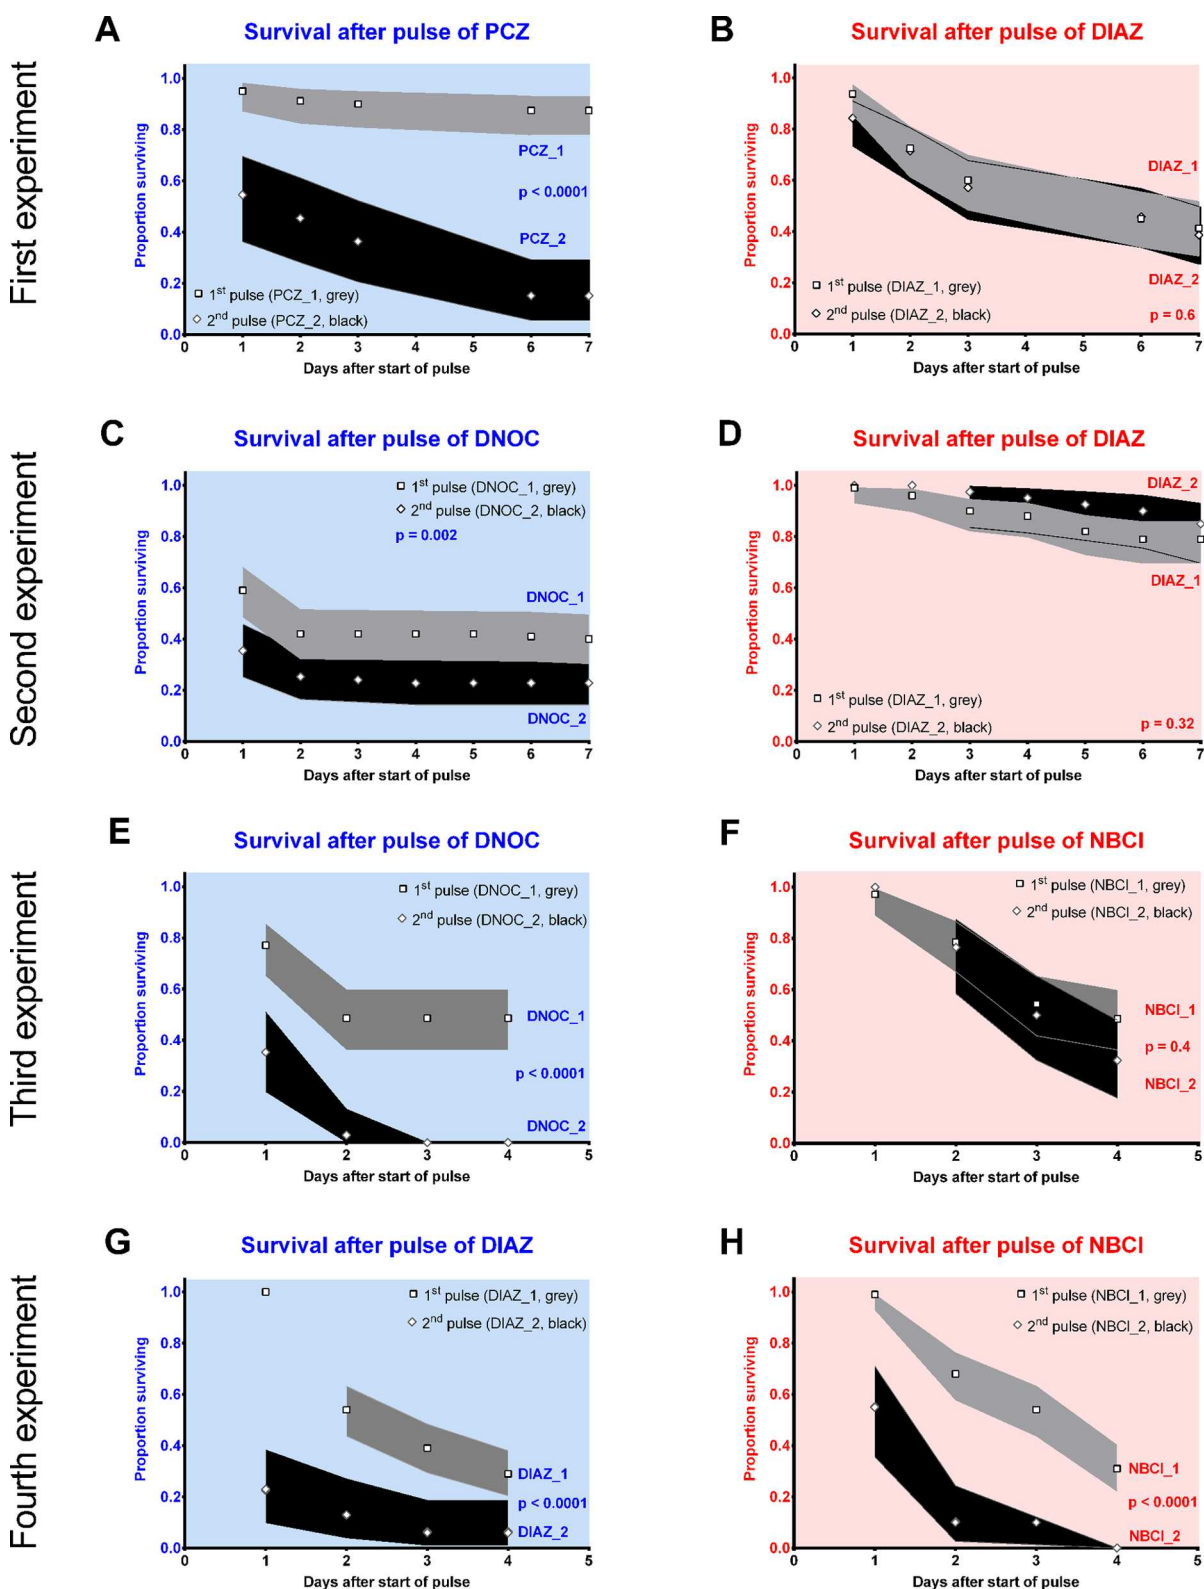 First experiment
A
Survival after pulse of PCZ
Proportion surviving
1.0
0.8
0.6
0.4
0.2
0.0
PCZ_1
p < 0.0001
PCZ_2
1st pulse (PCZ_1, grey)
2nd pulse (PCZ_2, black)
0 1 2 3 4 5 6 7
Days after start of pulse
B
Survival after pulse of DIAZ
Proportion surviving
1.0
0.8
0.6
0.4
0.2
0.0
DIAZ_1
DIAZ_2
1st pulse (DIAZ_1, grey)
2nd pulse (DIAZ_2, black)
p = 0.6
0 1 2 3 4 5 6 7
Days after start of pulse
Second experiment
C
Survival after pulse of DNOC
Proportion surviving
1.0
0.8
0.6
0.4
0.2
0.0
1st pulse (DNOC_1, grey)
2nd pulse (DNOC_2, black)
p = 0.002
DNOC_1
DNOC_2
0 1 2 3 4 5 6 7
Days after start of pulse
D
Survival after pulse of DIAZ
Proportion surviving
1.0
0.8
0.6
0.4
0.2
0.0
DIAZ_2
DIAZ_1
1st pulse (DIAZ_1, grey)
2nd pulse (DIAZ_2, black)
p = 0.32
0 1 2 3 4 5 6 7
Days after start of pulse
Third experiment
E
Survival after pulse of DNOC
Proportion surviving
1.0
0.8
0.6
0.4
0.2
0.0
1st pulse (DNOC_1, grey)
2nd pulse (DNOC_2, black)
DNOC_1
p < 0.0001
DNOC_2
0 1 2 3 4 5
Days after start of pulse
F
Survival after pulse of NBCI
Proportion surviving
1.0
0.8
0.6
0.4
0.2
0.0
1st pulse (NBCI_1, grey)
2nd pulse (NBCI_2, black)
NBCI_1
p = 0.4
NBCI_2
0 1 2 3 4 5
Days after start of pulse
Fourth experiment
G
Survival after pulse of DIAZ
Proportion surviving
1.0
0.8
0.6
0.4
0.2
0.0
1st pulse (DIAZ_1, grey)
2nd pulse (DIAZ_2, black)
DIAZ_1
p < 0.0001
DIAZ_2
0 1 2 3 4 5
Days after start of pulse
H
Survival after pulse of NBCI
Proportion surviving
1.0
0.8
0.6
0.4
0.2
0.0
1st pulse (NBCI_1, grey)
2nd pulse (NBCI_2, black)
NBCI_1
p < 0.0001
NBCI_2
0 1 2 3 4 5
Days after start of pulse